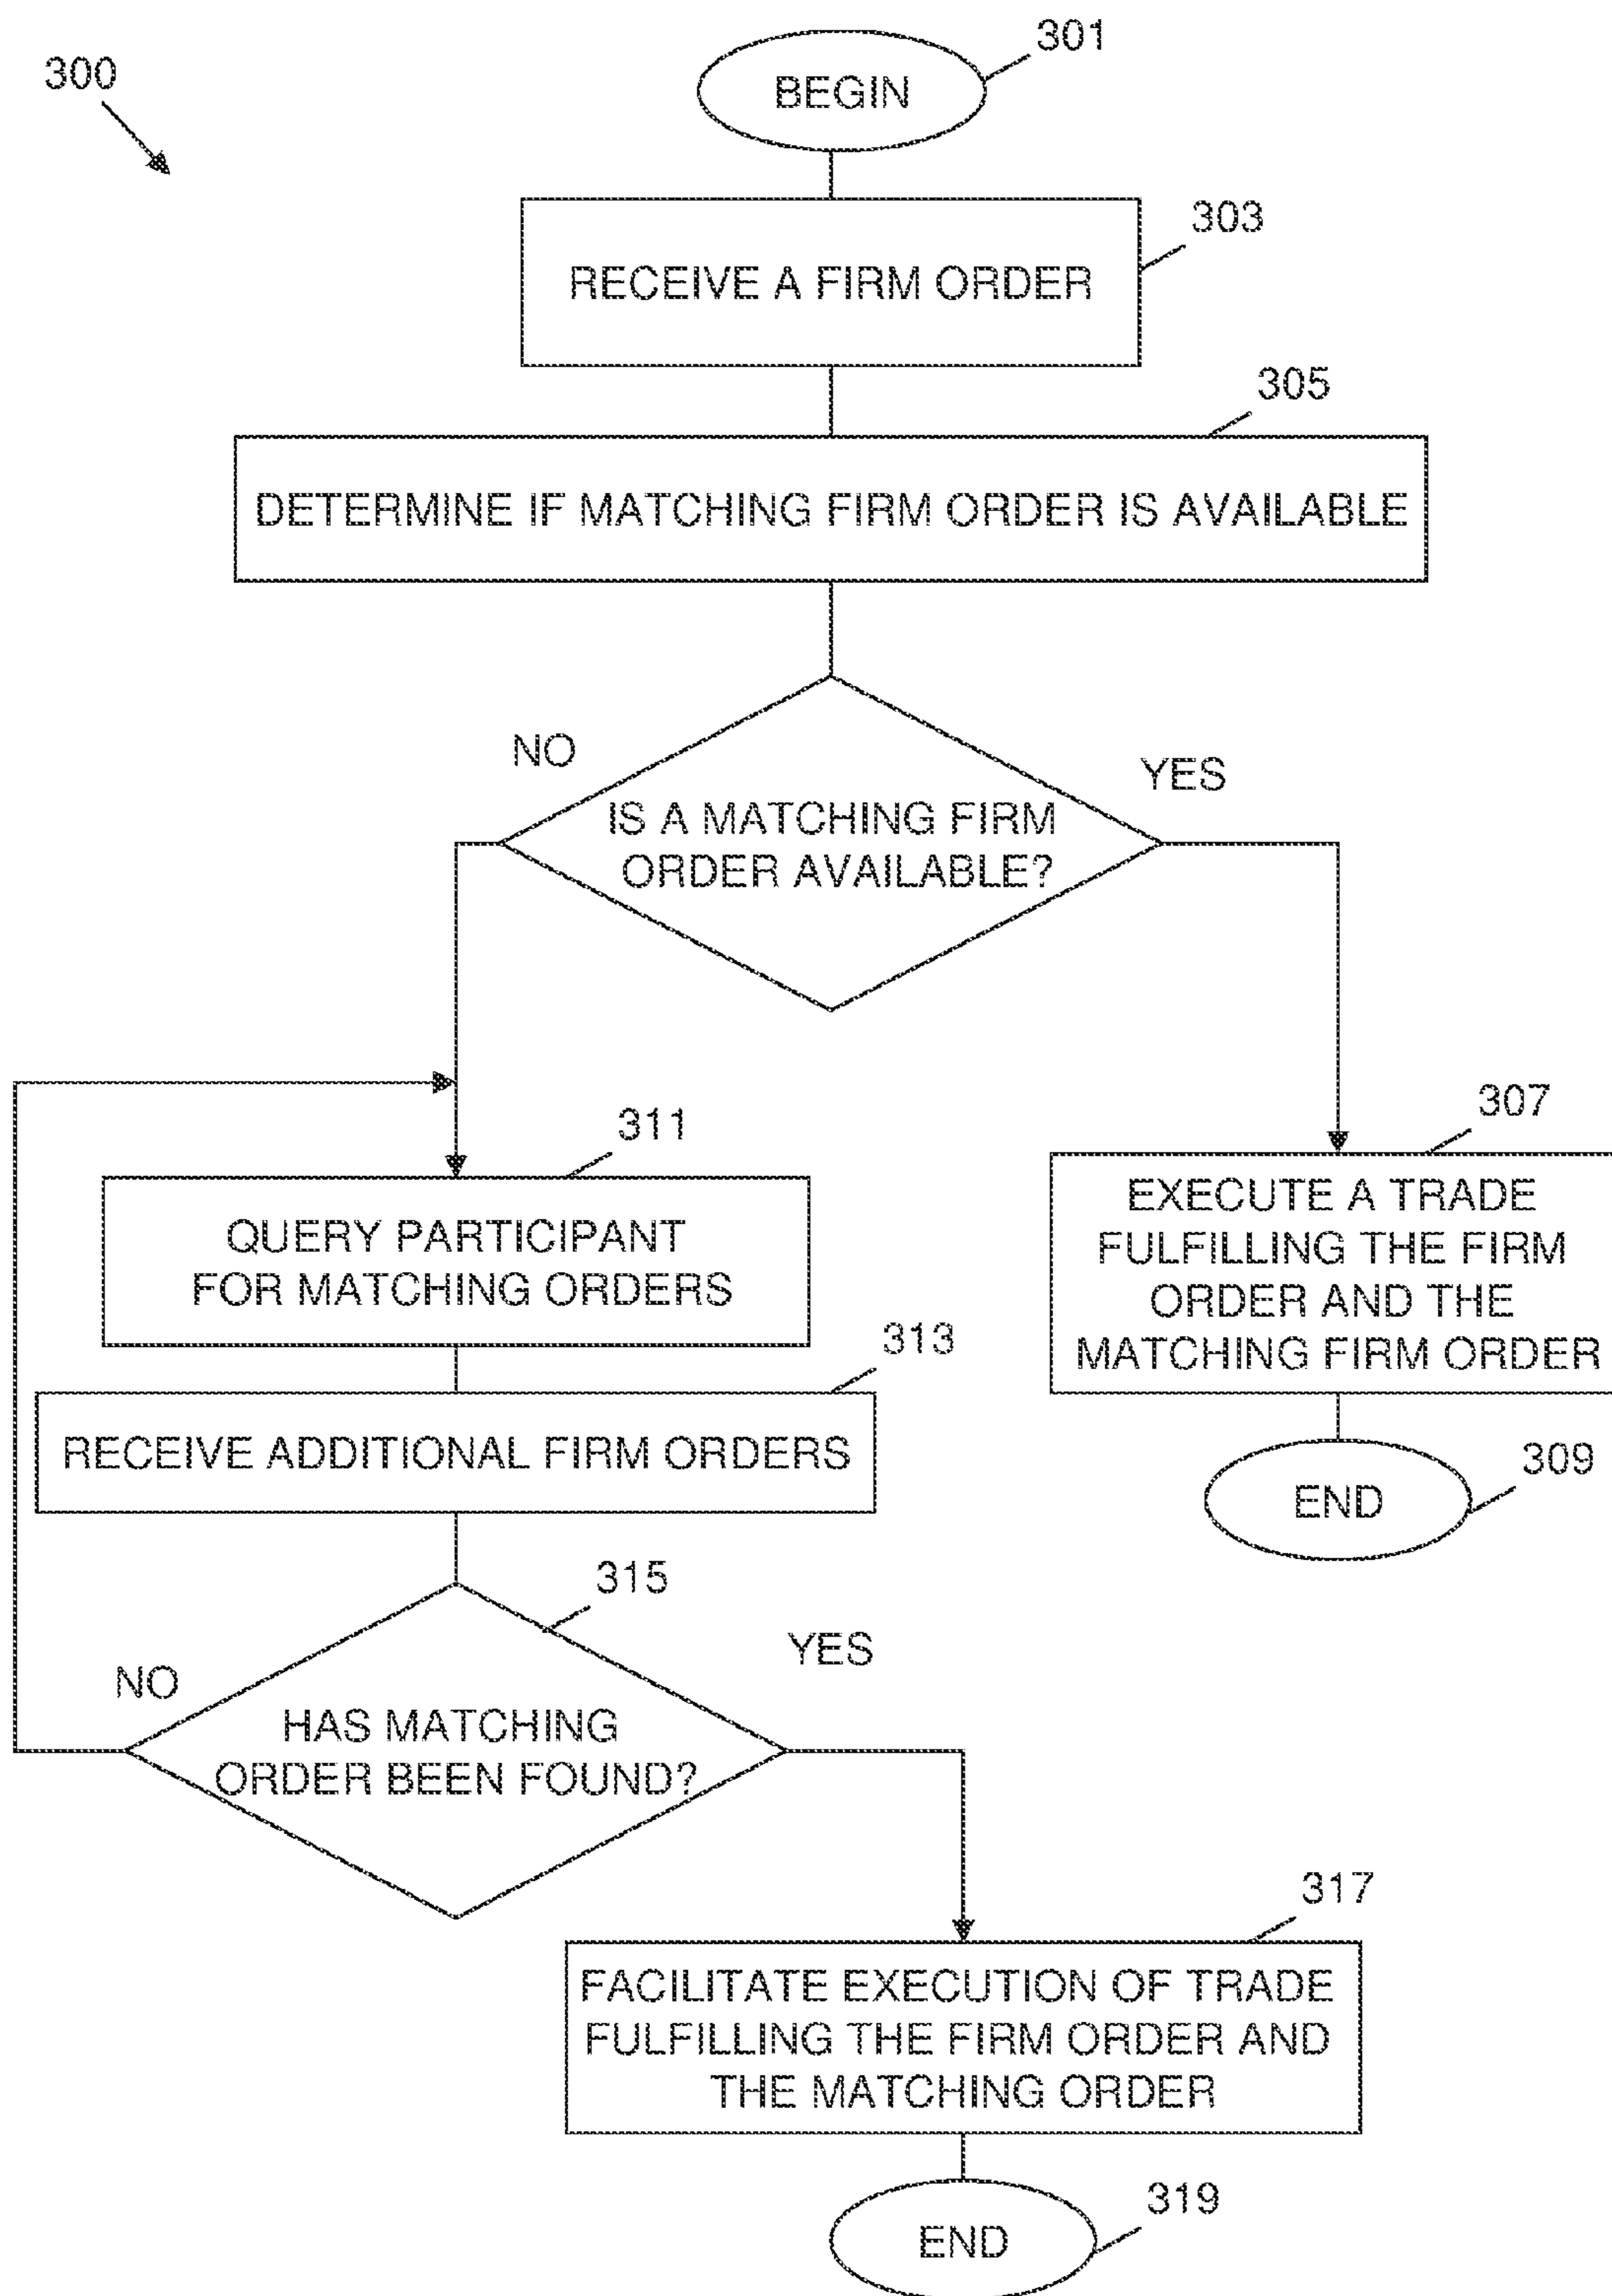 300
301
BEGIN
303
RECEIVE A FIRM ORDER
305
DETERMINE IF MATCHING FIRM ORDER IS AVAILABLE
NO
YES
IS A MATCHING FIRM
ORDER AVAILABLE?
311
QUERY PARTICIPANT
FOR MATCHING ORDERS
307
EXECUTE A TRADE
FULFILLING THE FIRM
ORDER AND THE
MATCHING FIRM ORDER
313
RECEIVE ADDITIONAL FIRM ORDERS
309
END
315
NO
YES
HAS MATCHING
ORDER BEEN FOUND?
317
FACILITATE EXECUTION OF TRADE
FULFILLING THE FIRM ORDER AND
THE MATCHING ORDER
319
END